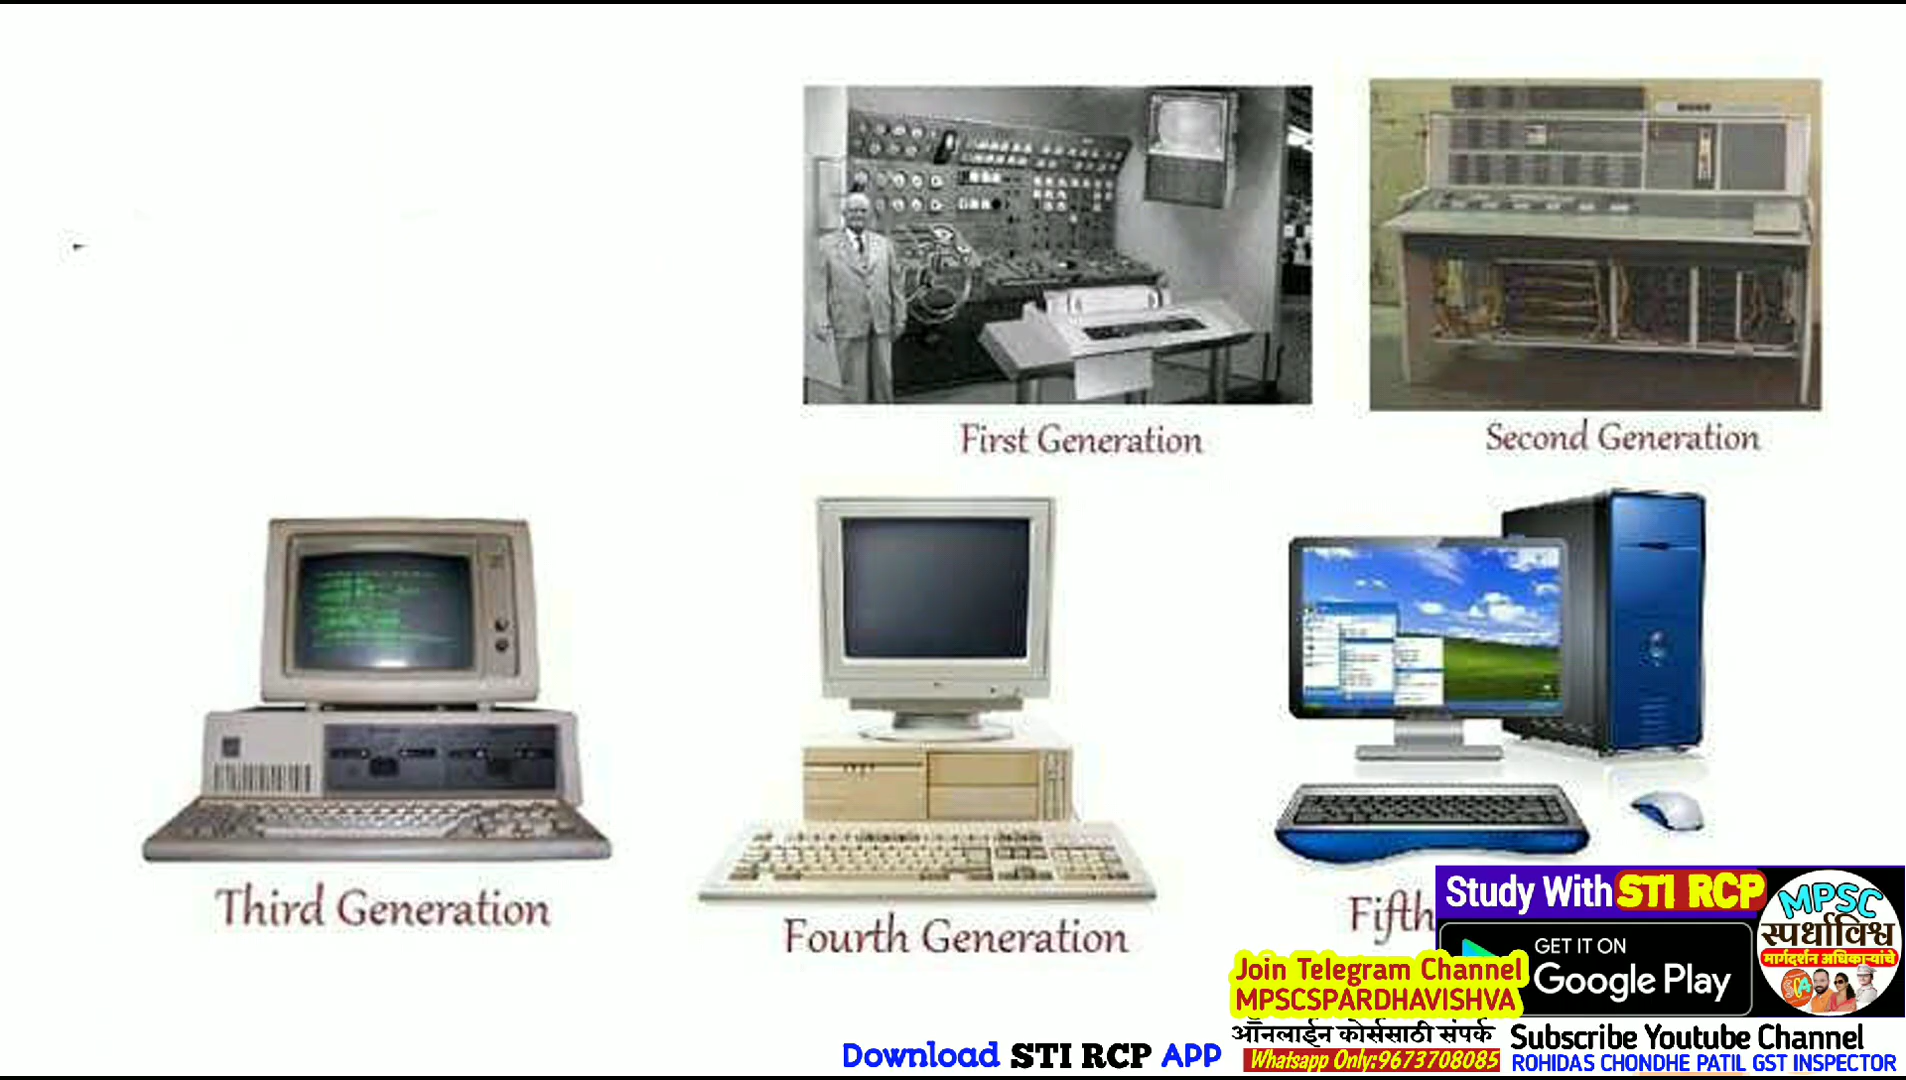 First Generation
Second Generation
Third Generation
Fourth Generation
Fifth
Study With STI RCP
GET IT ON
Google Play
MPSC
स्पर्धाविश्व
मार्गदर्शन अधिकाऱ्यांचे
Join Telegram Channel
MPSCSPARDHAVISHVA
ऑनलाईन कोर्ससाठी संपर्क
Whatsapp Only:9673708085
Subscribe Youtube Channel
ROHIDAS CHONDHE PATIL GST INSPECTOR
Download STI RCP APP